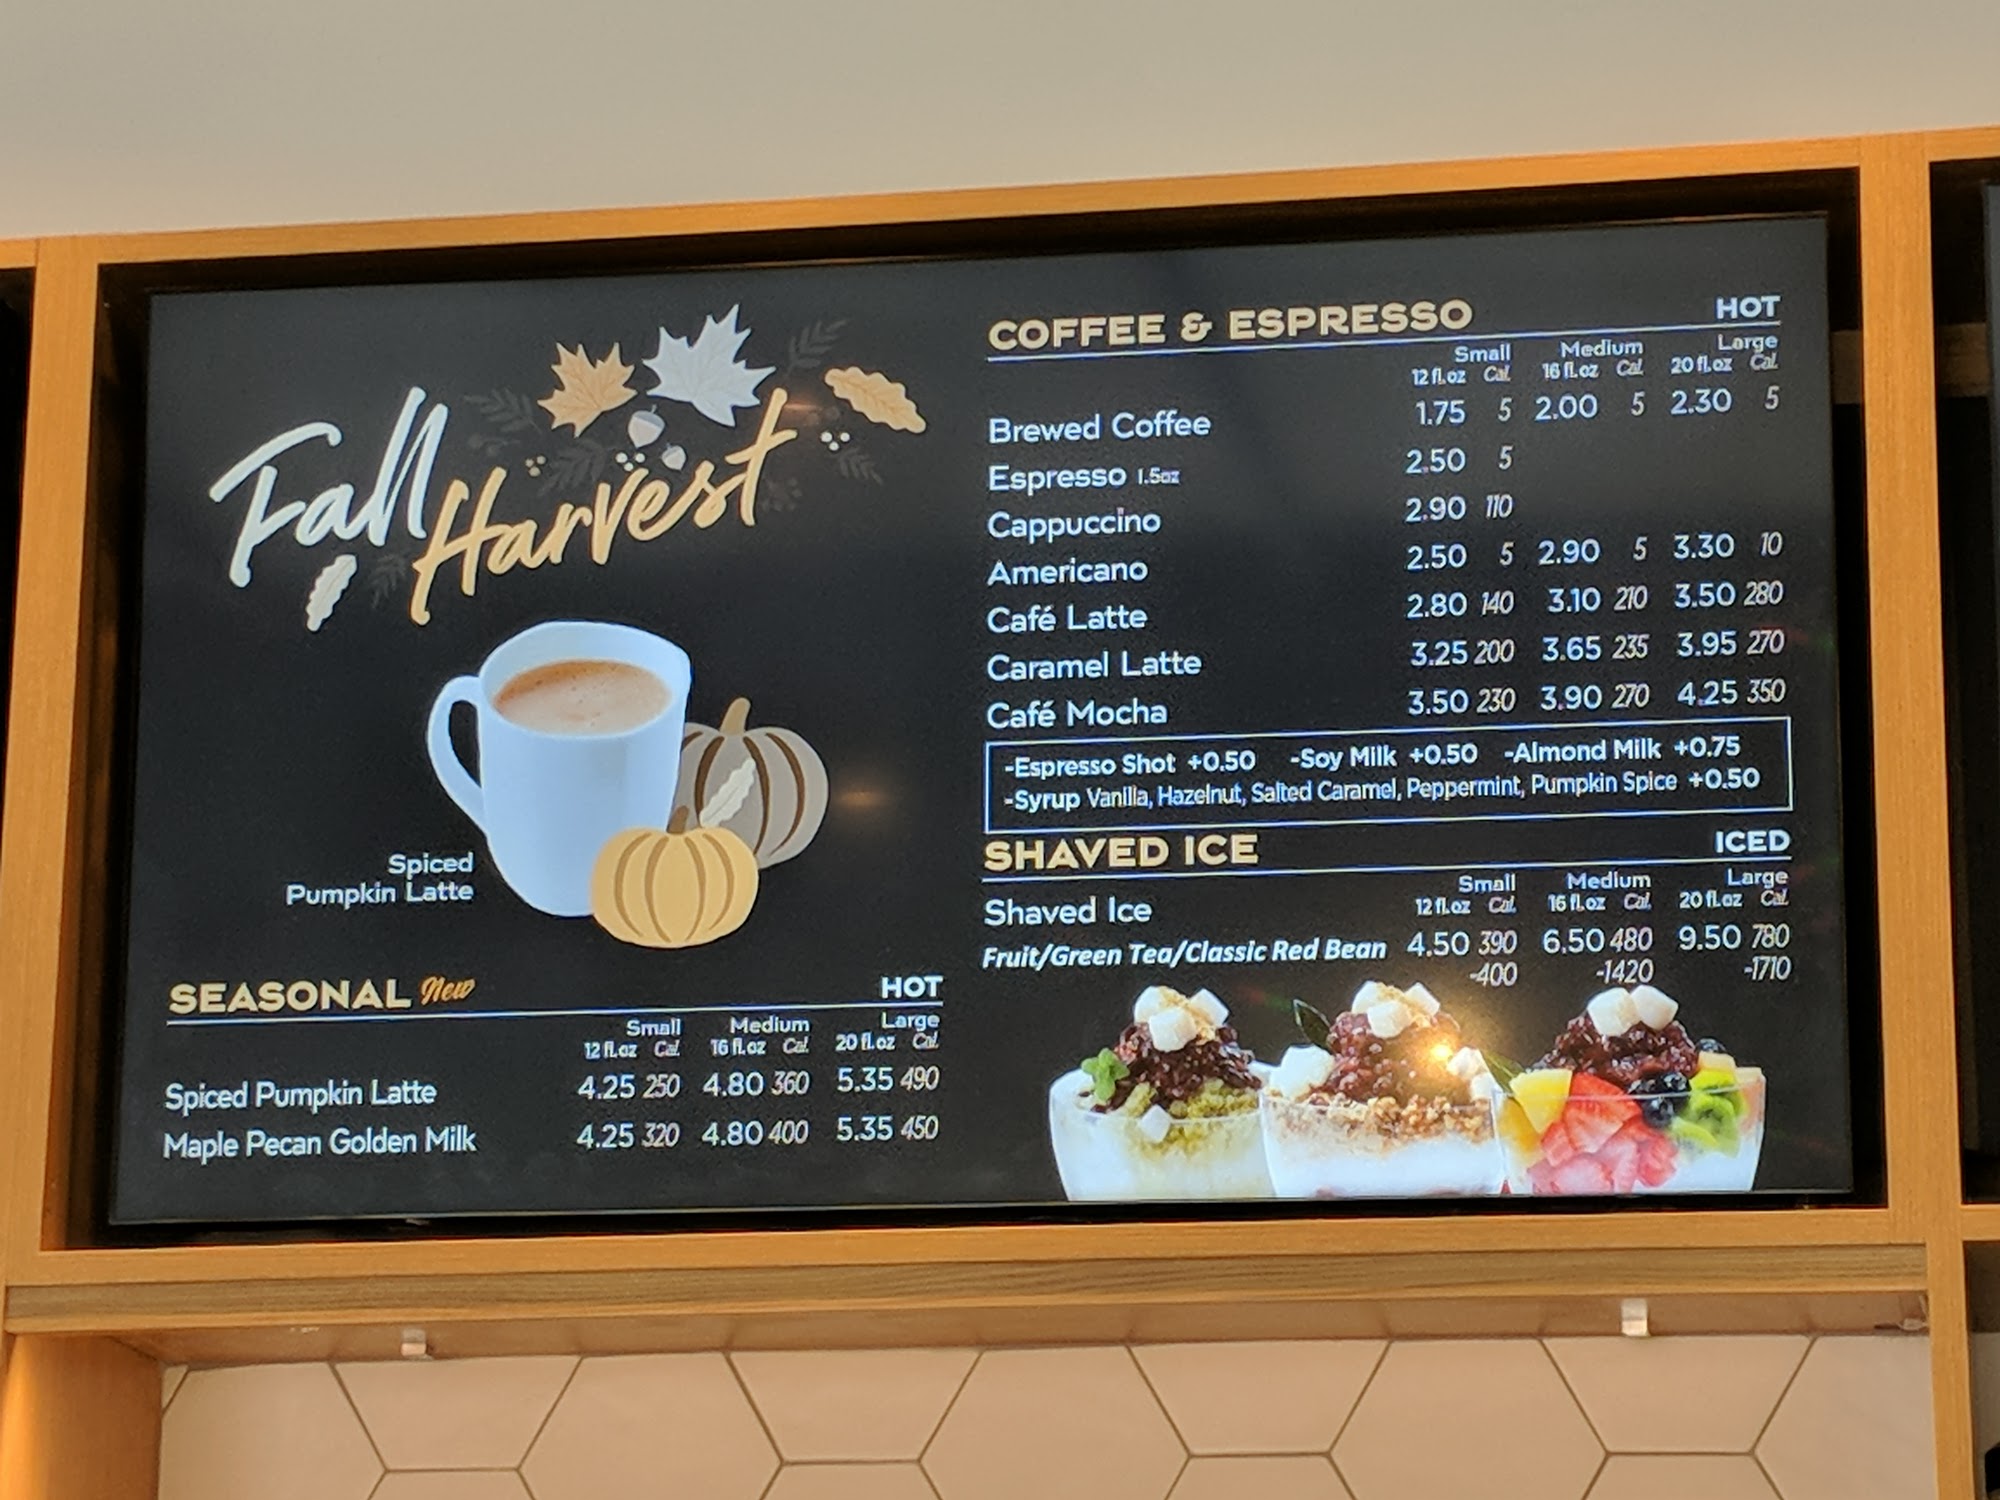 Fall
Harvest
Spiced
Pumpkin Latte
SEASONAL New HOT
Small Medium Large
12 fl.oz Cal. 16 fl.oz Cal. 20 fl.oz Cal.
Spiced Pumpkin Latte 4.25 250 4.80 360 5.35 490
Maple Pecan Golden Milk 4.25 320 4.80 400 5.35 450
COFFEE & ESPRESSO HOT
Small Medium Large
12 fl.oz Cal. 16 fl.oz Cal. 20 fl.oz Cal.
Brewed Coffee 1.75 5 2.00 5 2.30 5
Espresso 1.5oz 2.50 5
Cappuccino 2.90 110
Americano 2.50 5 2.90 5 3.30 10
Café Latte 2.80 140 3.10 210 3.50 280
Caramel Latte 3.25 200 3.65 235 3.95 270
Café Mocha 3.50 230 3.90 270 4.25 350
-Espresso Shot +0.50 -Soy Milk +0.50 -Almond Milk +0.75
-Syrup Vanilla, Hazelnut, Salted Caramel, Peppermint, Pumpkin Spice +0.50
SHAVED ICE ICED
Small Medium Large
Shaved Ice 12 fl.oz Cal. 16 fl.oz Cal. 20 fl.oz Cal.
Fruit/Green Tea/Classic Red Bean 4.50 390 6.50 480 9.50 780
-400 -1420 -1710